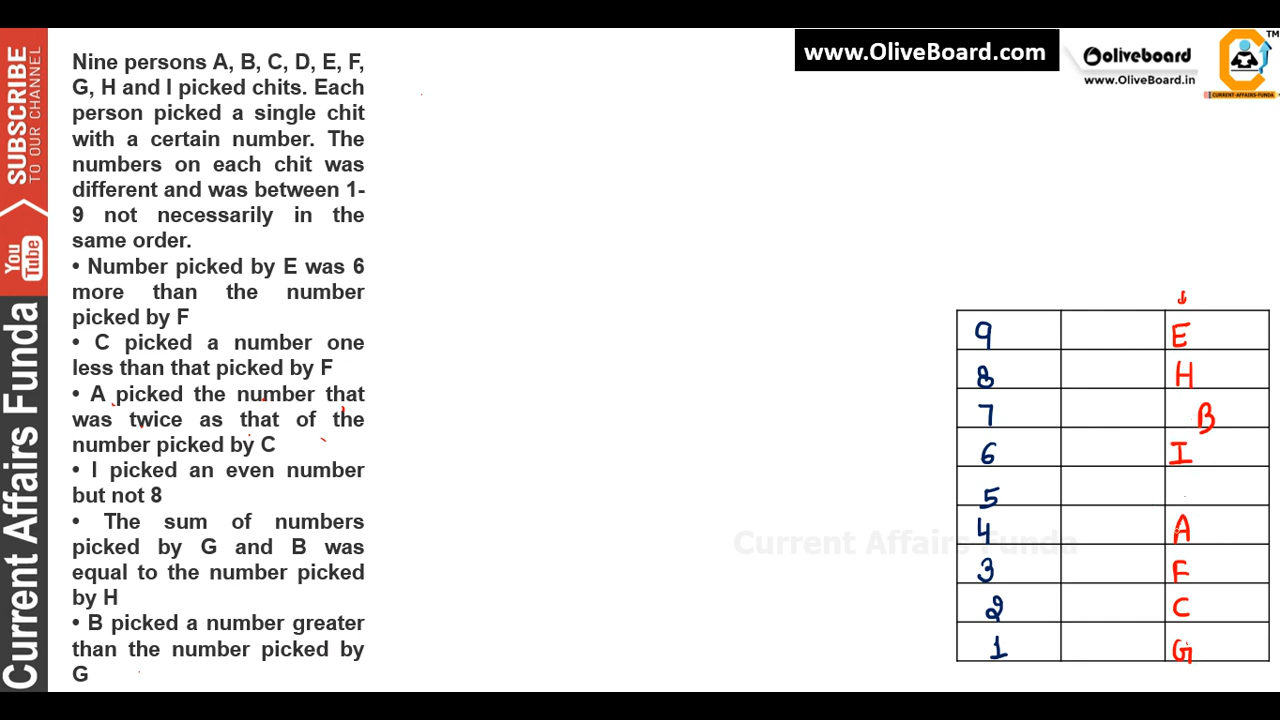 SUBSCRIBE
TO OUR CHANNEL
You
Tube
Current Affairs Funda
Nine persons A, B, C, D, E, F,
G, H and I picked chits. Each
person picked a single chit
with a certain number. The
numbers on each chit was
different and was between 1-
9 not necessarily in the
same order.
• Number picked by E was 6
more than the number
picked by F
• C picked a number one
less than that picked by F
• A picked the number that
was twice as that of the
number picked by C
• I picked an even number
but not 8
• The sum of numbers
picked by G and B was
equal to the number picked
by H
• B picked a number greater
than the number picked by
G
www.OliveBoard.com
oliveboard
www.OliveBoard.in
TM
CURRENT-AFFAIRS-FUNDA
Current Affairs Funda
9 E
8 H
7 B
6 I
5
4 A
3 F
2 C
1 G